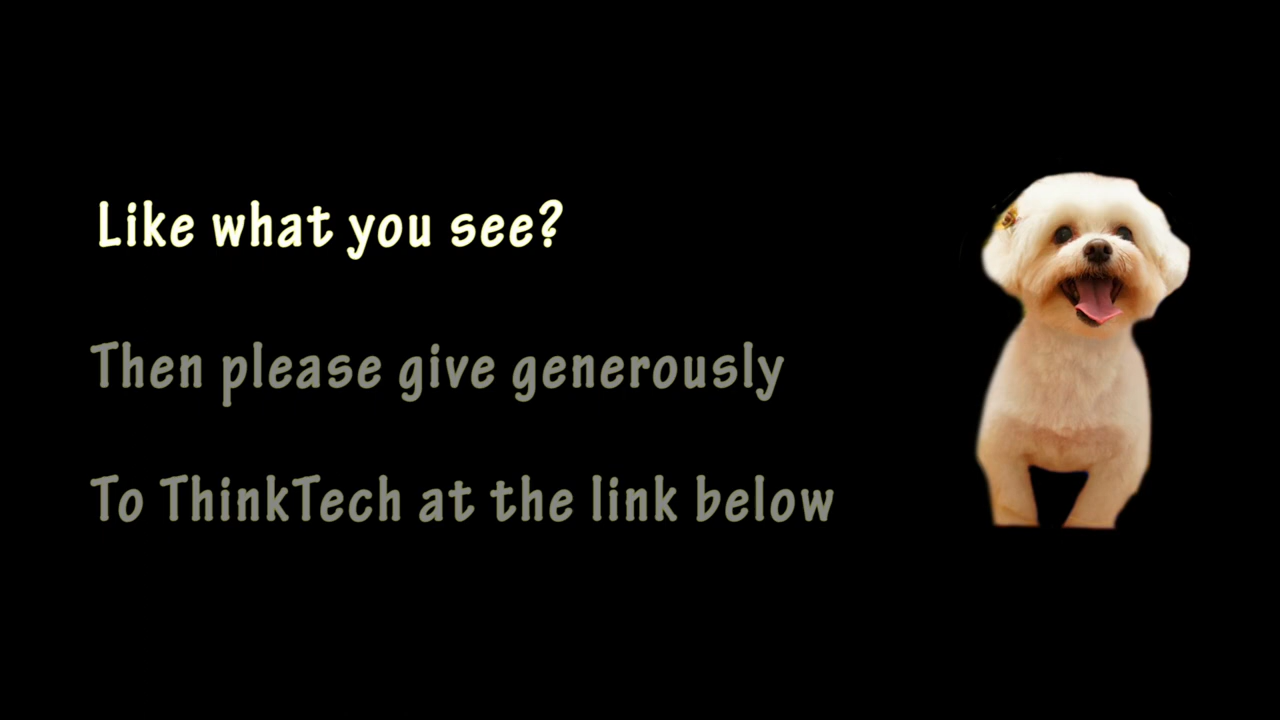 Like what you see?
Then please give generously
To ThinkTech at the link below